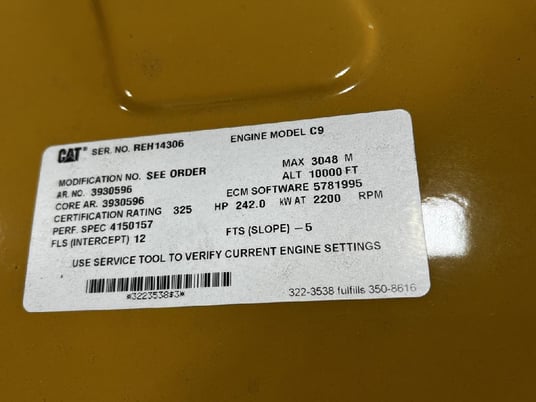 CAT® SER. NO. REH14306 ENGINE MODEL C9
MODIFICATION NO. SEE ORDER MAX 3048 M
AR. NO. 3930596 ALT 10000 FT
CORE AR. 3930596 ECM SOFTWARE 5781995
CERTIFICATION RATING 325 HP 242.0 kW AT 2200 RPM
PERF. SPEC 4150157
FLS (INTERCEPT) 12 FTS (SLOPE) -5
USE SERVICE TOOL TO VERIFY CURRENT ENGINE SETTINGS
*3223538#3*
322-3538 fulfills 350-8616